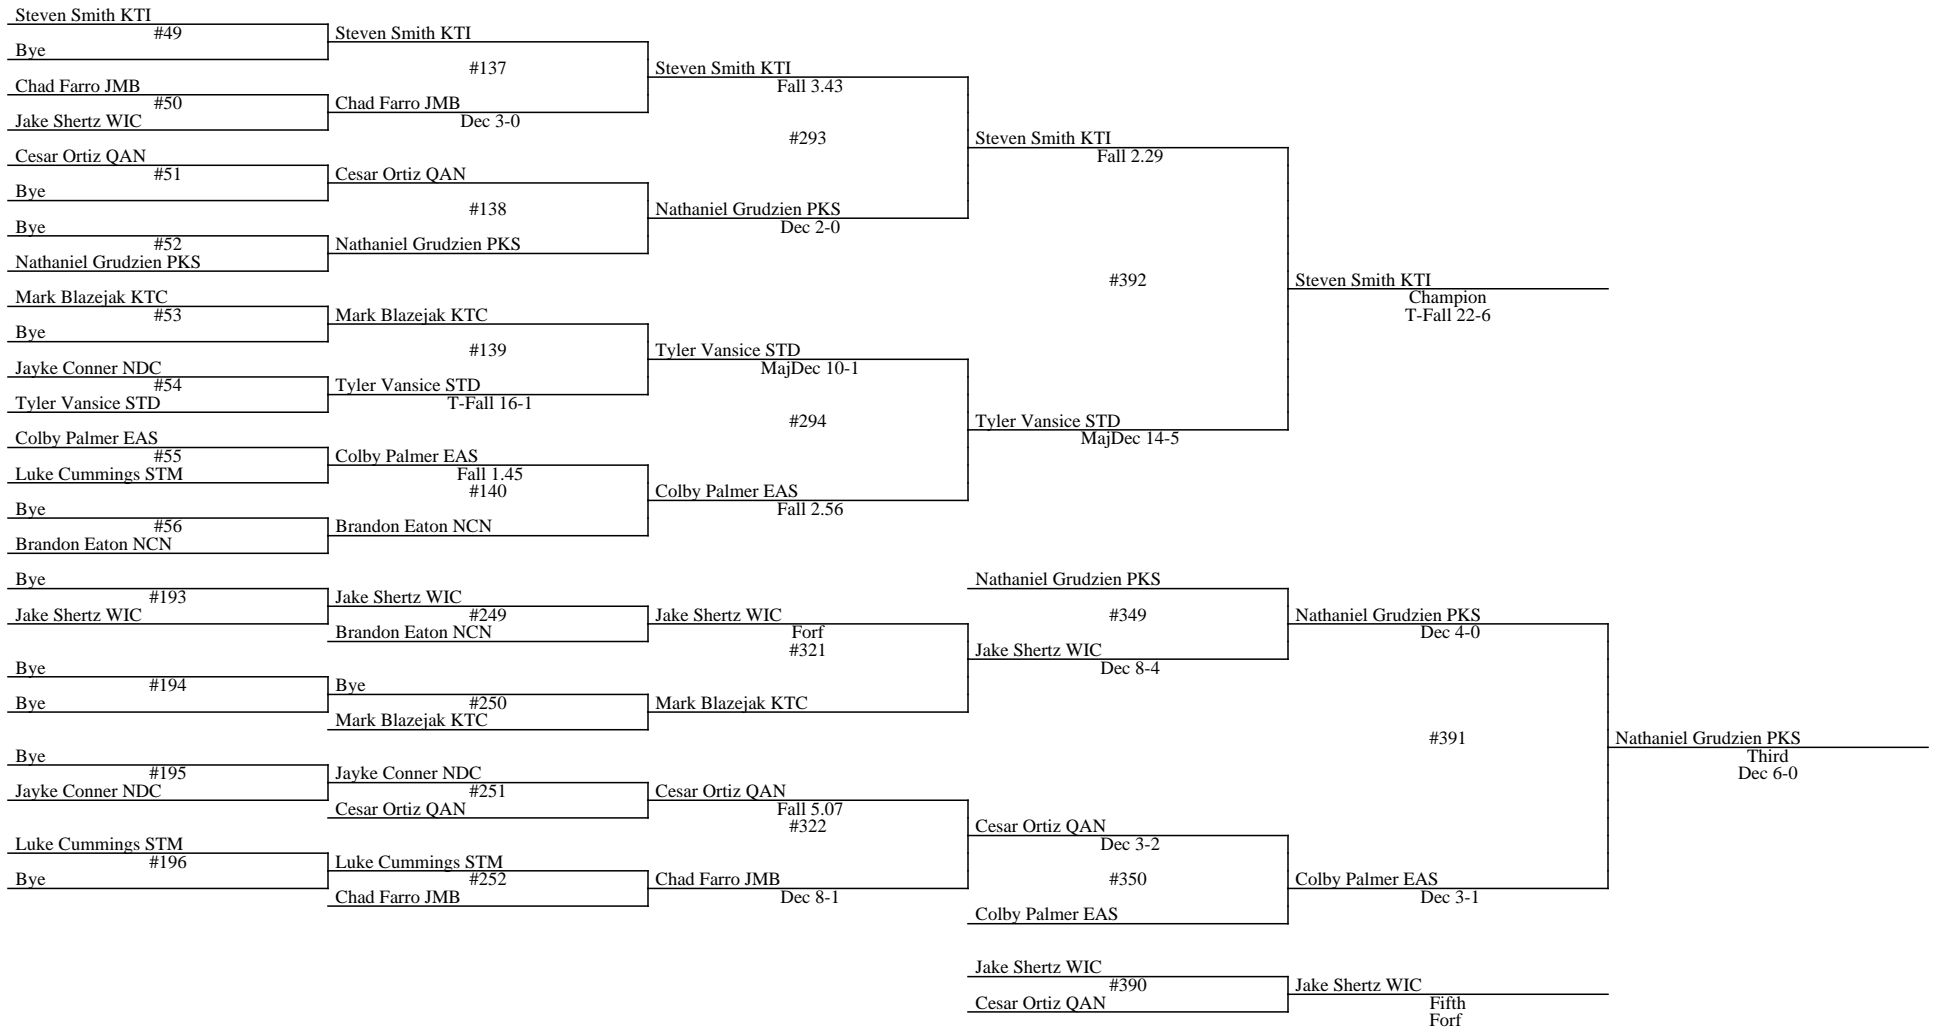 Steven Smith KTI
#49
Bye
Chad Farro JMB
#50
Jake Shertz WIC
Cesar Ortiz QAN
#51
Bye
Bye
#52
Nathaniel Grudzien PKS
Mark Blazejak KTC
#53
Bye
Jayke Conner NDC
#54
Tyler Vansice STD
Colby Palmer EAS
#55
Luke Cummings STM
Bye
#56
Brandon Eaton NCN
Steven Smith KTI
#137
Chad Farro JMB
Dec 3-0
Cesar Ortiz QAN
#138
Nathaniel Grudzien PKS
Mark Blazejak KTC
#139
Tyler Vansice STD
T-Fall 16-1
Colby Palmer EAS
Fall 1.45
#140
Brandon Eaton NCN
Steven Smith KTI
Fall 3.43
#293
Nathaniel Grudzien PKS
Dec 2-0
Tyler Vansice STD
MajDec 10-1
#294
Colby Palmer EAS
Fall 2.56
Steven Smith KTI
Fall 2.29
#392
Tyler Vansice STD
MajDec 14-5
Steven Smith KTI
Champion
T-Fall 22-6
Bye
#193
Jake Shertz WIC
Bye
#194
Bye
Bye
#195
Jayke Conner NDC
Luke Cummings STM
#196
Bye
Jake Shertz WIC
#249
Brandon Eaton NCN
Bye
#250
Mark Blazejak KTC
Jayke Conner NDC
#251
Cesar Ortiz QAN
Luke Cummings STM
#252
Chad Farro JMB
Jake Shertz WIC
Forf
#321
Mark Blazejak KTC
Cesar Ortiz QAN
Fall 5.07
#322
Chad Farro JMB
Dec 8-1
Nathaniel Grudzien PKS
#349
Jake Shertz WIC
Dec 8-4
Cesar Ortiz QAN
Dec 3-2
#350
Colby Palmer EAS
Nathaniel Grudzien PKS
Dec 4-0
#391
Colby Palmer EAS
Dec 3-1
Nathaniel Grudzien PKS
Third
Dec 6-0
Jake Shertz WIC
#390
Cesar Ortiz QAN
Jake Shertz WIC
Fifth
Forf